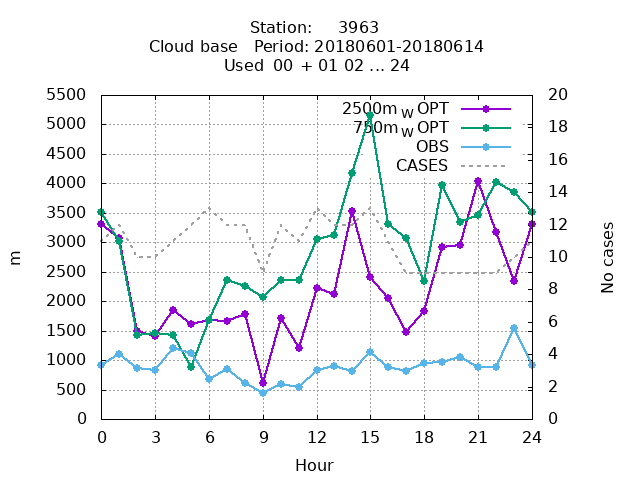 Station: 3963
Cloud base Period: 20180601-20180614
Used 00 + 01 02 ... 24
5500
5000
4500
4000
3500
3000
2500
2000
1500
1000
500
0
m
2500m_W OPT
750m_W OPT
OBS
CASES
20
18
16
14
12
10
8
6
4
2
0
No cases
0 3 6 9 12 15 18 21 24
Hour